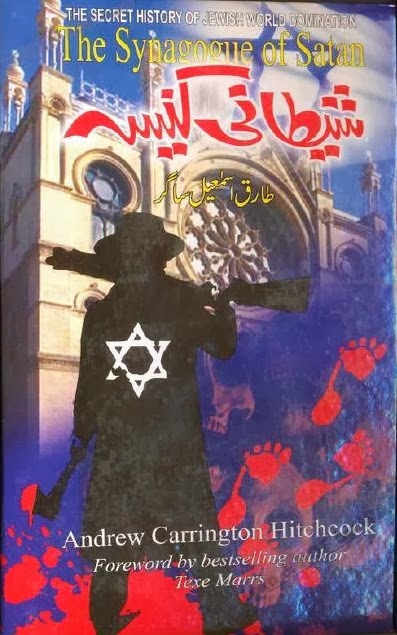 THE SECRET HISTORY OF JEWISH WORLD DOMINATION
The Synagogue of Satan
شیطانی کنیسہ
طارق اسمٰعیل ساگر
Andrew Carrington Hitchcock
Foreword by bestselling author
Texe Marrs